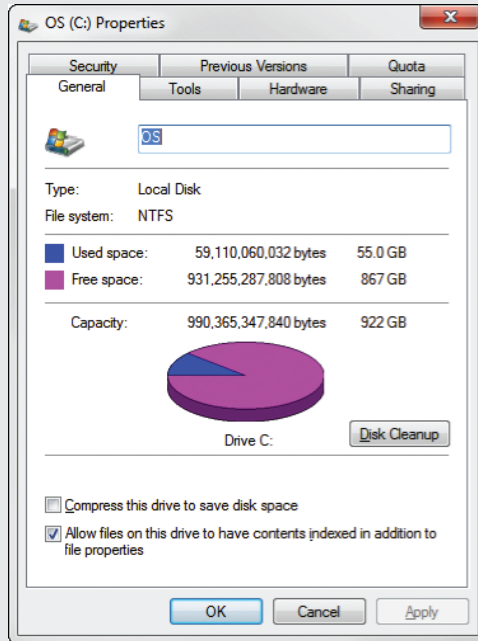 OS (C:) Properties
Security Previous Versions Quota
General Tools Hardware Sharing
OS
Type: Local Disk
File system: NTFS
Used space: 59,110,060,032 bytes 55.0 GB
Free space: 931,255,287,808 bytes 867 GB
Capacity: 990,365,347,840 bytes 922 GB
Drive C:
Disk Cleanup
Compress this drive to save disk space
Allow files on this drive to have contents indexed in addition to
file properties
OK Cancel Apply